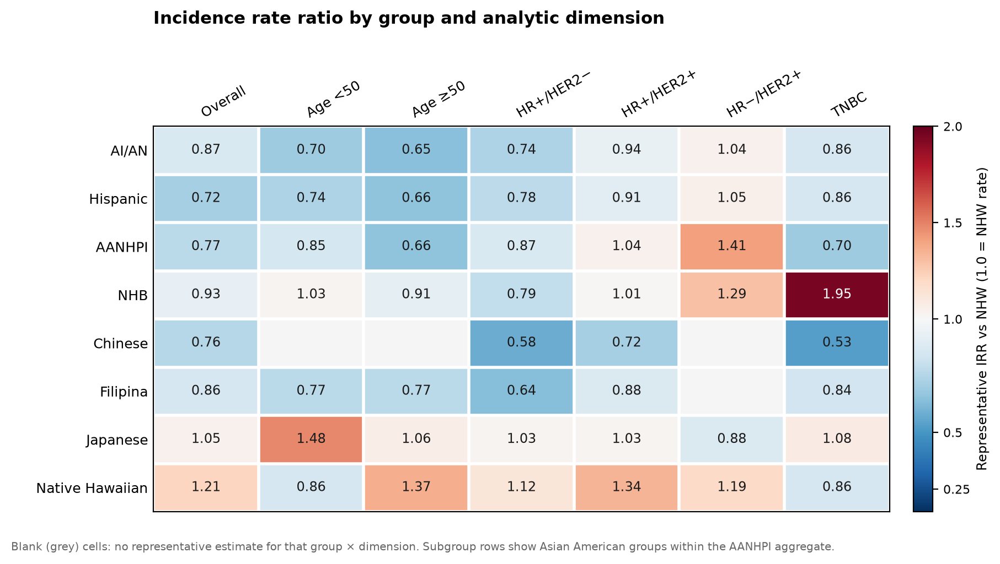 Incidence rate ratio by group and analytic dimension
Overall Age <50 Age ≥50 HR+/HER2− HR+/HER2+ HR−/HER2+ TNBC
AI/AN 0.87 0.70 0.65 0.74 0.94 1.04 0.86
Hispanic 0.72 0.74 0.66 0.78 0.91 1.05 0.86
AANHPI 0.77 0.85 0.66 0.87 1.04 1.41 0.70
NHB 0.93 1.03 0.91 0.79 1.01 1.29 1.95
Chinese 0.76 0.58 0.72 0.53
Filipina 0.86 0.77 0.77 0.64 0.88 0.84
Japanese 1.05 1.48 1.06 1.03 1.03 0.88 1.08
Native Hawaiian 1.21 0.86 1.37 1.12 1.34 1.19 0.86
2.0
1.5
1.0
0.5
0.25
Representative IRR vs NHW (1.0 = NHW rate)
Blank (grey) cells: no representative estimate for that group × dimension. Subgroup rows show Asian American groups within the AANHPI aggregate.